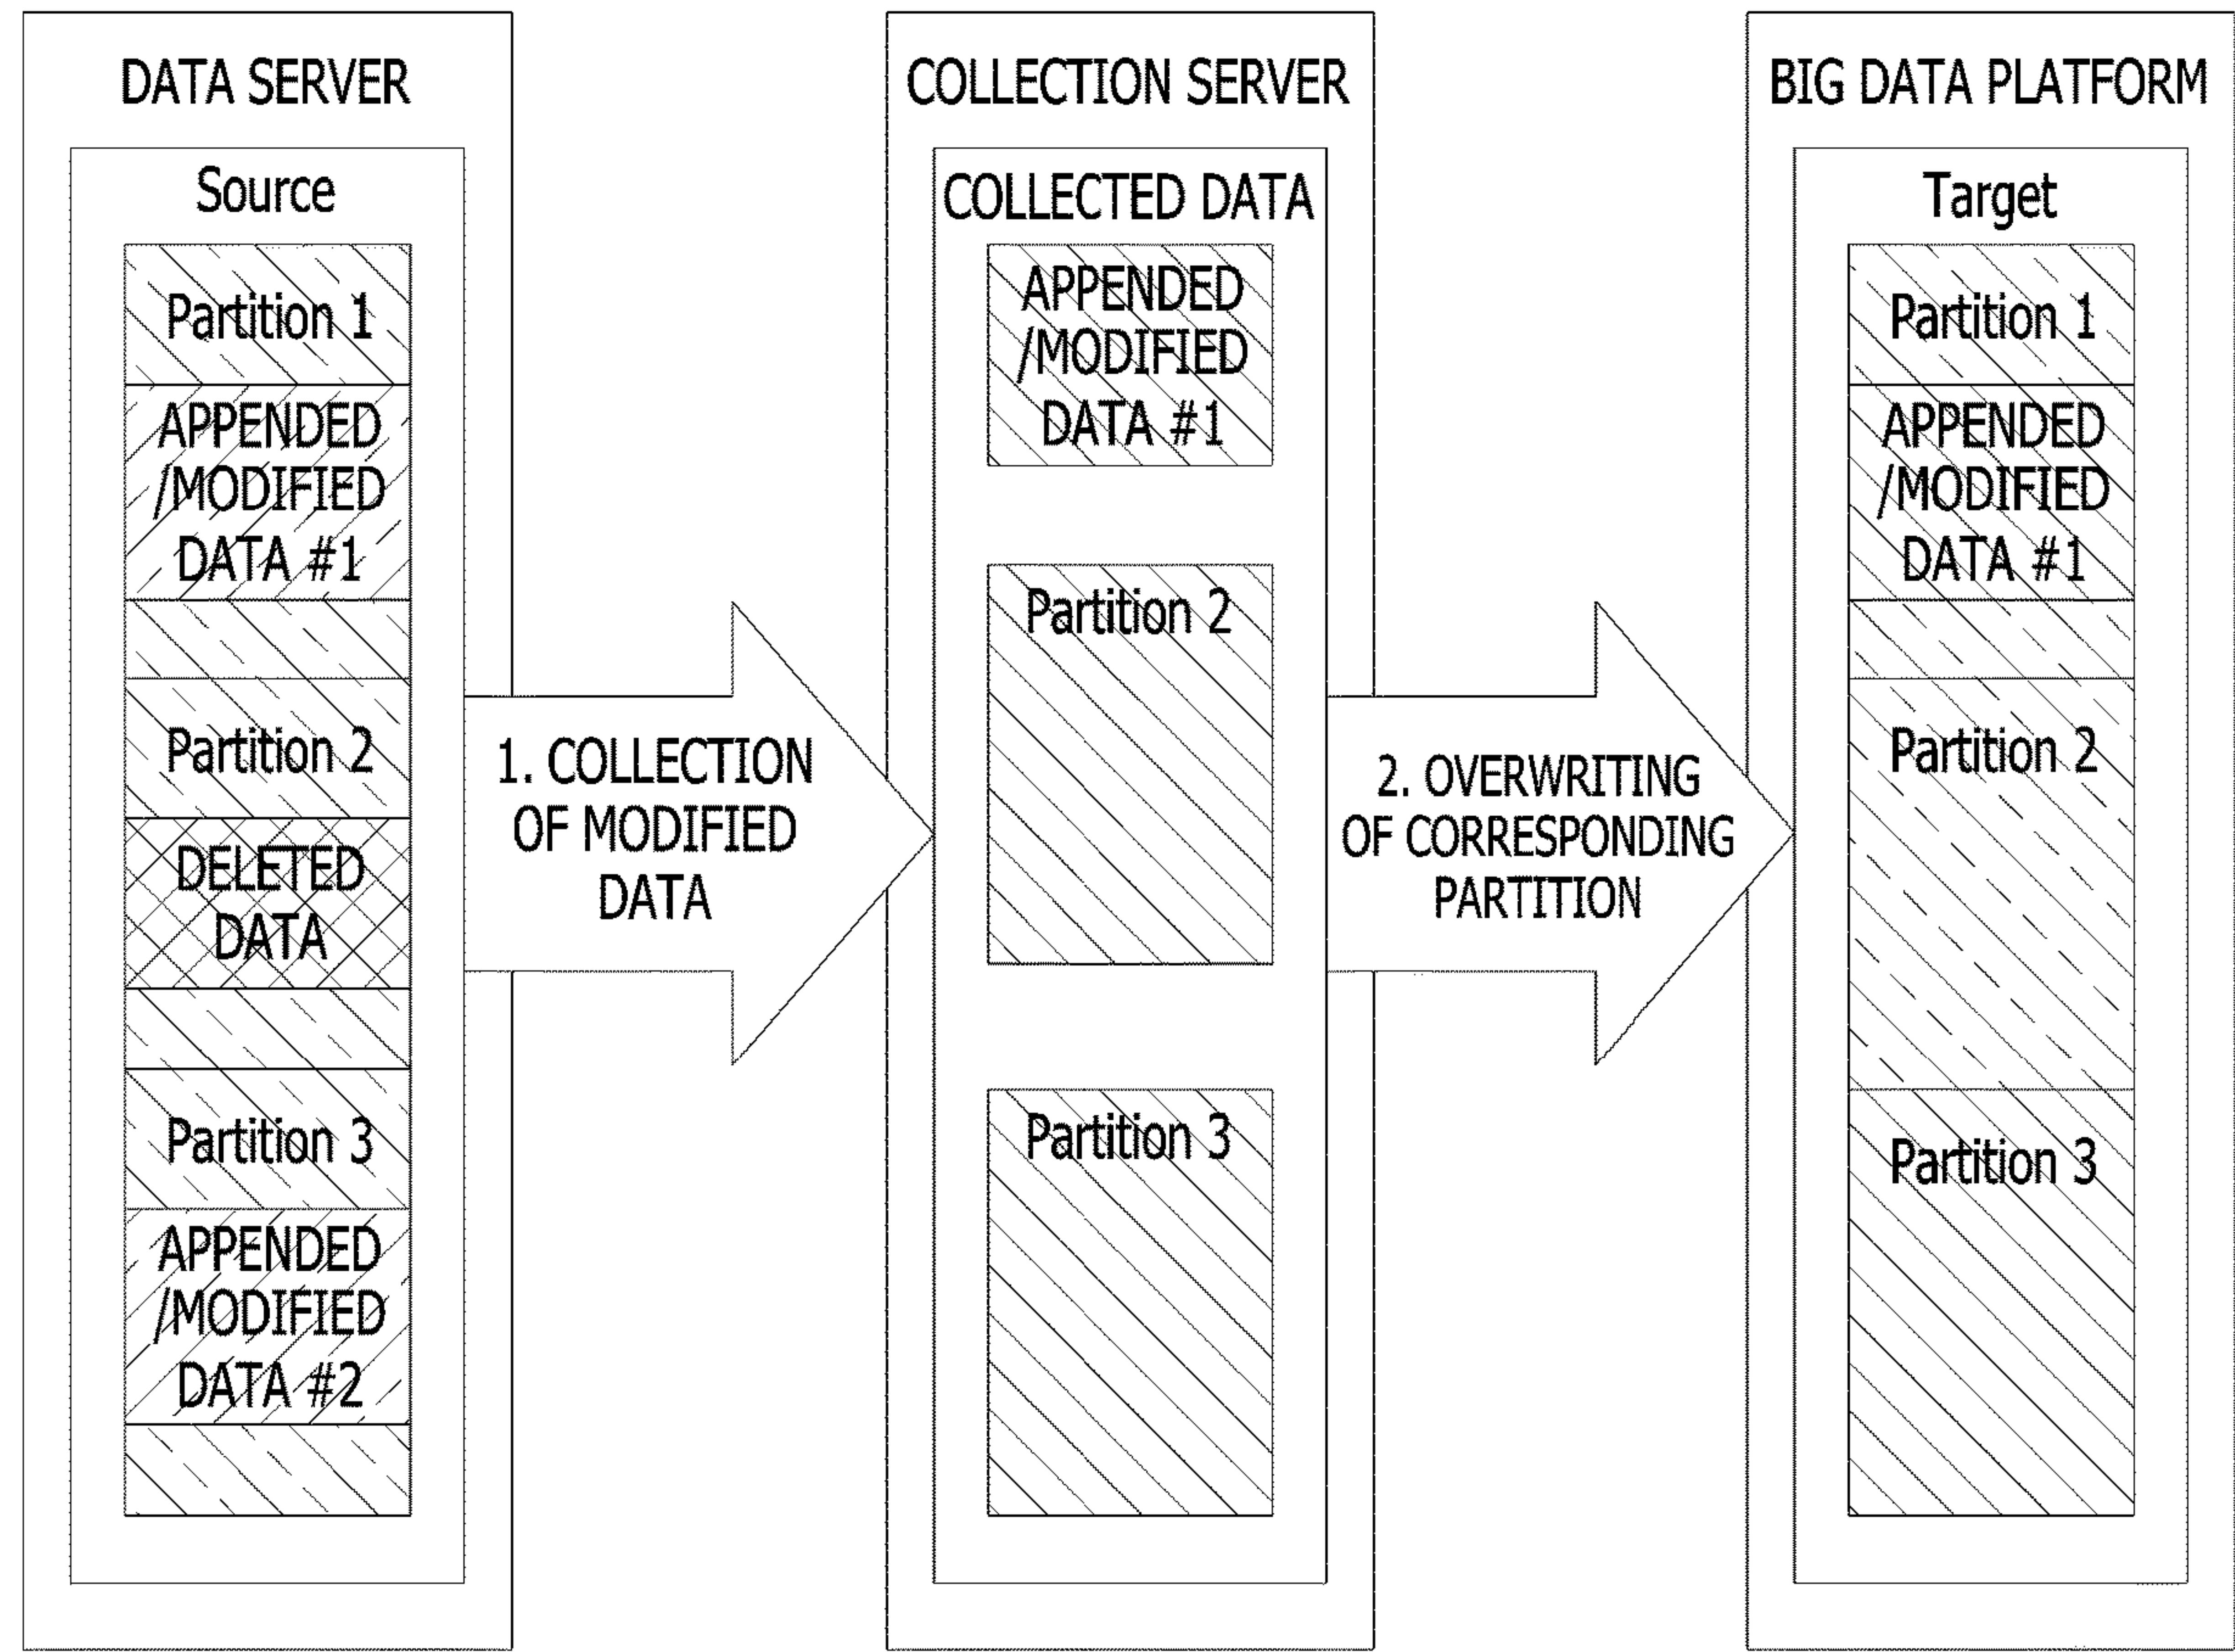 DATA SERVER
Source
Partition 1
APPENDED
/MODIFIED
DATA #1
Partition 2
DELETED
DATA
Partition 3
APPENDED
/MODIFIED
DATA #2
1. COLLECTION
OF MODIFIED
DATA
COLLECTION SERVER
COLLECTED DATA
APPENDED
/MODIFIED
DATA #1
Partition 2
Partition 3
2. OVERWRITING
OF CORRESPONDING
PARTITION
BIG DATA PLATFORM
Target
Partition 1
APPENDED
/MODIFIED
DATA #1
Partition 2
Partition 3